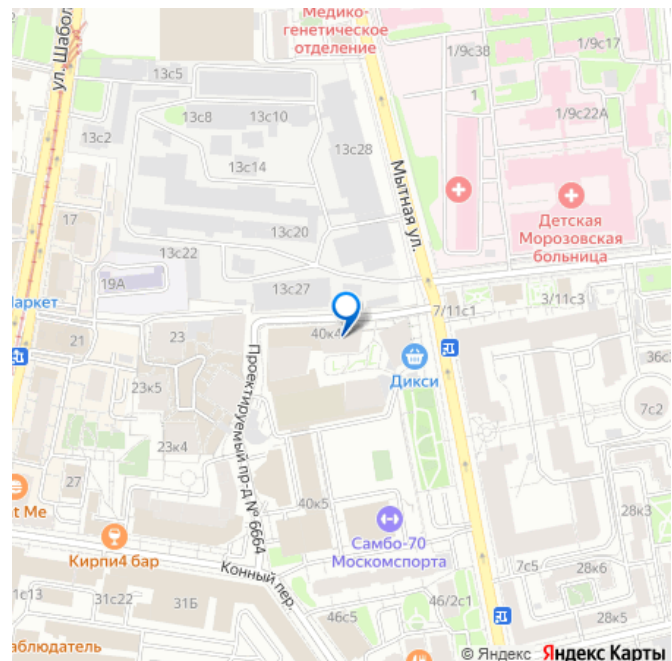 Медико-
генетическое
отделение
ул. Шабол
13с5
1/9с38
1/9с17
13с8
13с10
1
1/9с22А
13с2
13с28
13с14
Мытная ул.
Детская
Морозовская
больница
17
13с20
13с22
19А
13с27
3/11с3
7/11с1
Маркет
40к4
23
21
Дикси
36с
7с2
23к5
Проектируемый пр-д № 6664
23к4
27
40к5
28к3
t Me
Самбо-70
Москомспорта
Кирпи4 бар
7с5
28к6
Конный пер.
31с13
31с22
31Б
46с5
46/2с1
28к5
аблюдатель
© Яндекс Яндекс Карты